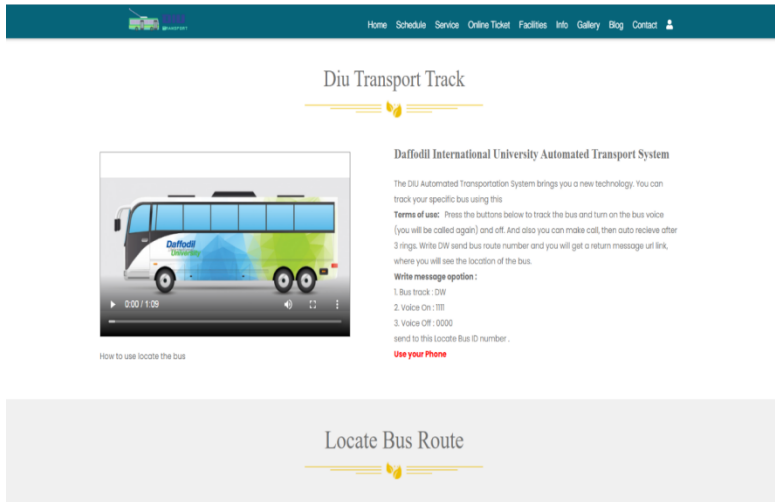 Home Schedule Service Online Ticket Facilities Info Gallery Blog Contact
Diu Transport Track
Daffodil International University Automated Transport System
The DIU Automated Transportation System brings you a new technology. You can
track your specific bus using this
Terms of use: Press the buttons below to track the bus and turn on the bus voice
(you will be called again) and off. And also you can make call, then auto recieve after
3 rings. Write DW send bus route number and you will get a return message url link,
where you will see the location of the bus.
Write message opotion :
1. Bus track : DW
2. Voice On : 1111
3. Voice Off : 0000
send to this Locate Bus ID number .
Use your Phone
Daffodil
University
0:00 / 1:09
How to use locate the bus
Locate Bus Route